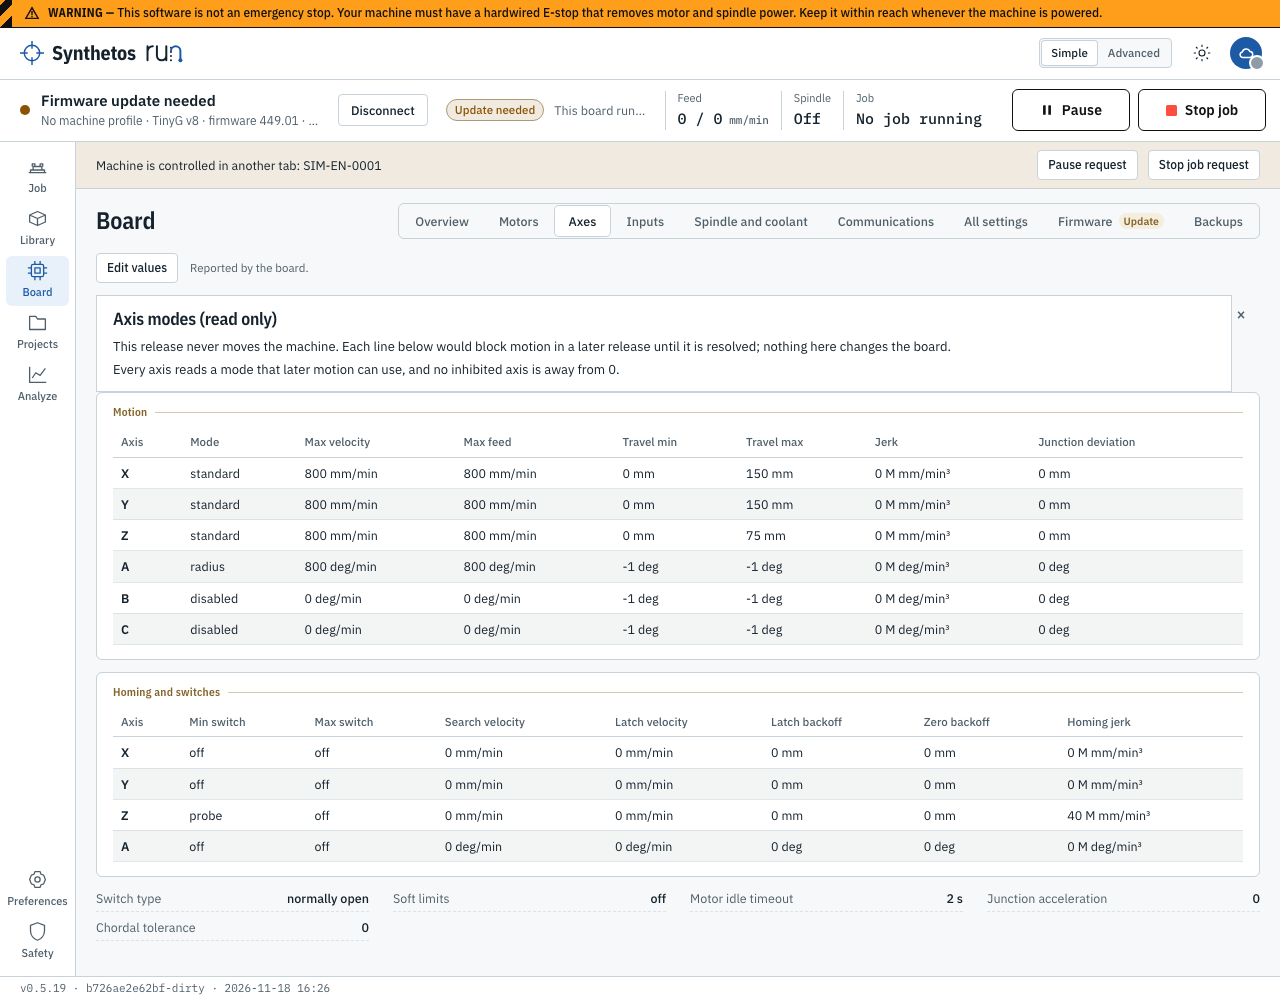 WARNING — This software is not an emergency stop. Your machine must have a hardwired E-stop that removes motor and spindle power. Keep it within reach whenever the machine is powered.
Synthetos run
Simple Advanced
Firmware update needed
No machine profile · TinyG v8 · firmware 449.01 · ...
Disconnect
Update needed
This board run...
Feed
0 / 0 mm/min
Spindle
Off
Job
No job running
Pause
Stop job
Job
Library
Board
Projects
Analyze
Preferences
Safety
Machine is controlled in another tab: SIM-EN-0001
Pause request
Stop job request
Board
Overview Motors Axes Inputs Spindle and coolant Communications All settings Firmware Update Backups
Edit values Reported by the board.
Axis modes (read only)
×
This release never moves the machine. Each line below would block motion in a later release until it is resolved; nothing here changes the board.
Every axis reads a mode that later motion can use, and no inhibited axis is away from 0.
Motion
Axis Mode Max velocity Max feed Travel min Travel max Jerk Junction deviation
X standard 800 mm/min 800 mm/min 0 mm 150 mm 0 M mm/min³ 0 mm
Y standard 800 mm/min 800 mm/min 0 mm 150 mm 0 M mm/min³ 0 mm
Z standard 800 mm/min 800 mm/min 0 mm 75 mm 0 M mm/min³ 0 mm
A radius 800 deg/min 800 deg/min -1 deg -1 deg 0 M deg/min³ 0 deg
B disabled 0 deg/min 0 deg/min -1 deg -1 deg 0 M deg/min³ 0 deg
C disabled 0 deg/min 0 deg/min -1 deg -1 deg 0 M deg/min³ 0 deg
Homing and switches
Axis Min switch Max switch Search velocity Latch velocity Latch backoff Zero backoff Homing jerk
X off off 0 mm/min 0 mm/min 0 mm 0 mm 0 M mm/min³
Y off off 0 mm/min 0 mm/min 0 mm 0 mm 0 M mm/min³
Z probe off 0 mm/min 0 mm/min 0 mm 0 mm 40 M mm/min³
A off off 0 deg/min 0 deg/min 0 deg 0 deg 0 M deg/min³
Switch type normally open
Soft limits off
Motor idle timeout 2 s
Junction acceleration 0
Chordal tolerance 0
v0.5.19 · b726ae2e62bf-dirty · 2026-11-18 16:26